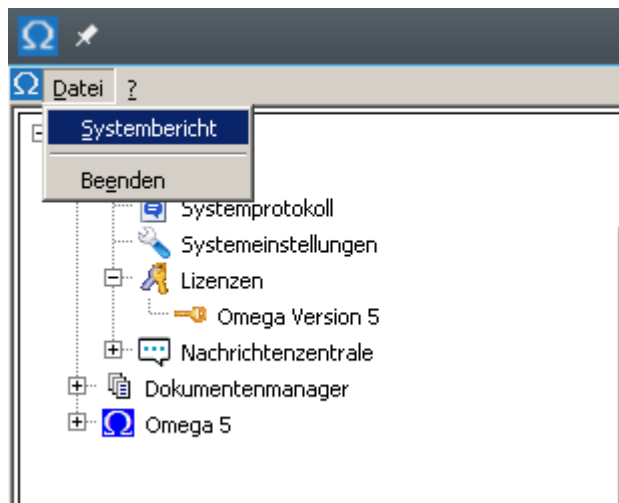 Datei ?
Systembericht
Beenden
Systemprotokoll
Systemeinstellungen
Lizenzen
Omega Version 5
Nachrichtenzentrale
Dokumentenmanager
Omega 5